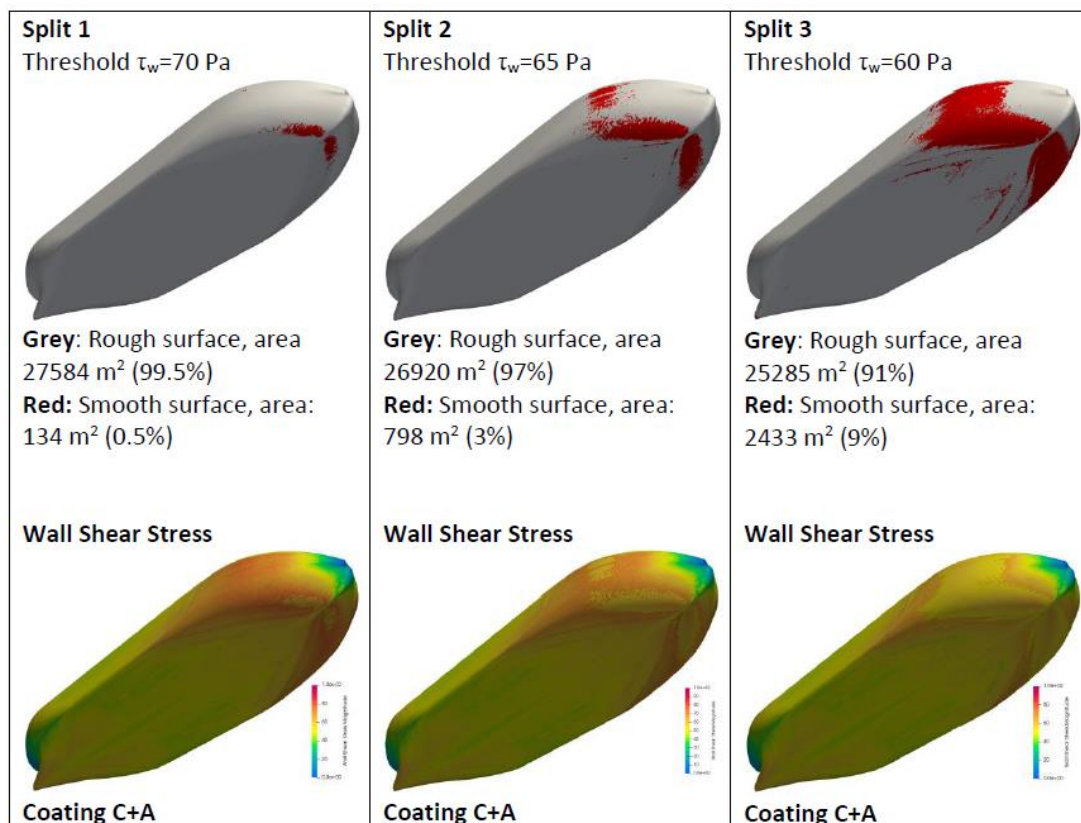 Split 1
Threshold τw=70 Pa
Grey: Rough surface, area
27584 m² (99.5%)
Red: Smooth surface, area:
134 m² (0.5%)
Wall Shear Stress
Coating C+A
Split 2
Threshold τw=65 Pa
Grey: Rough surface, area
26920 m² (97%)
Red: Smooth surface, area:
798 m² (3%)
Wall Shear Stress
Coating C+A
Split 3
Threshold τw=60 Pa
Grey: Rough surface, area
25285 m² (91%)
Red: Smooth surface, area:
2433 m² (9%)
Wall Shear Stress
Coating C+A